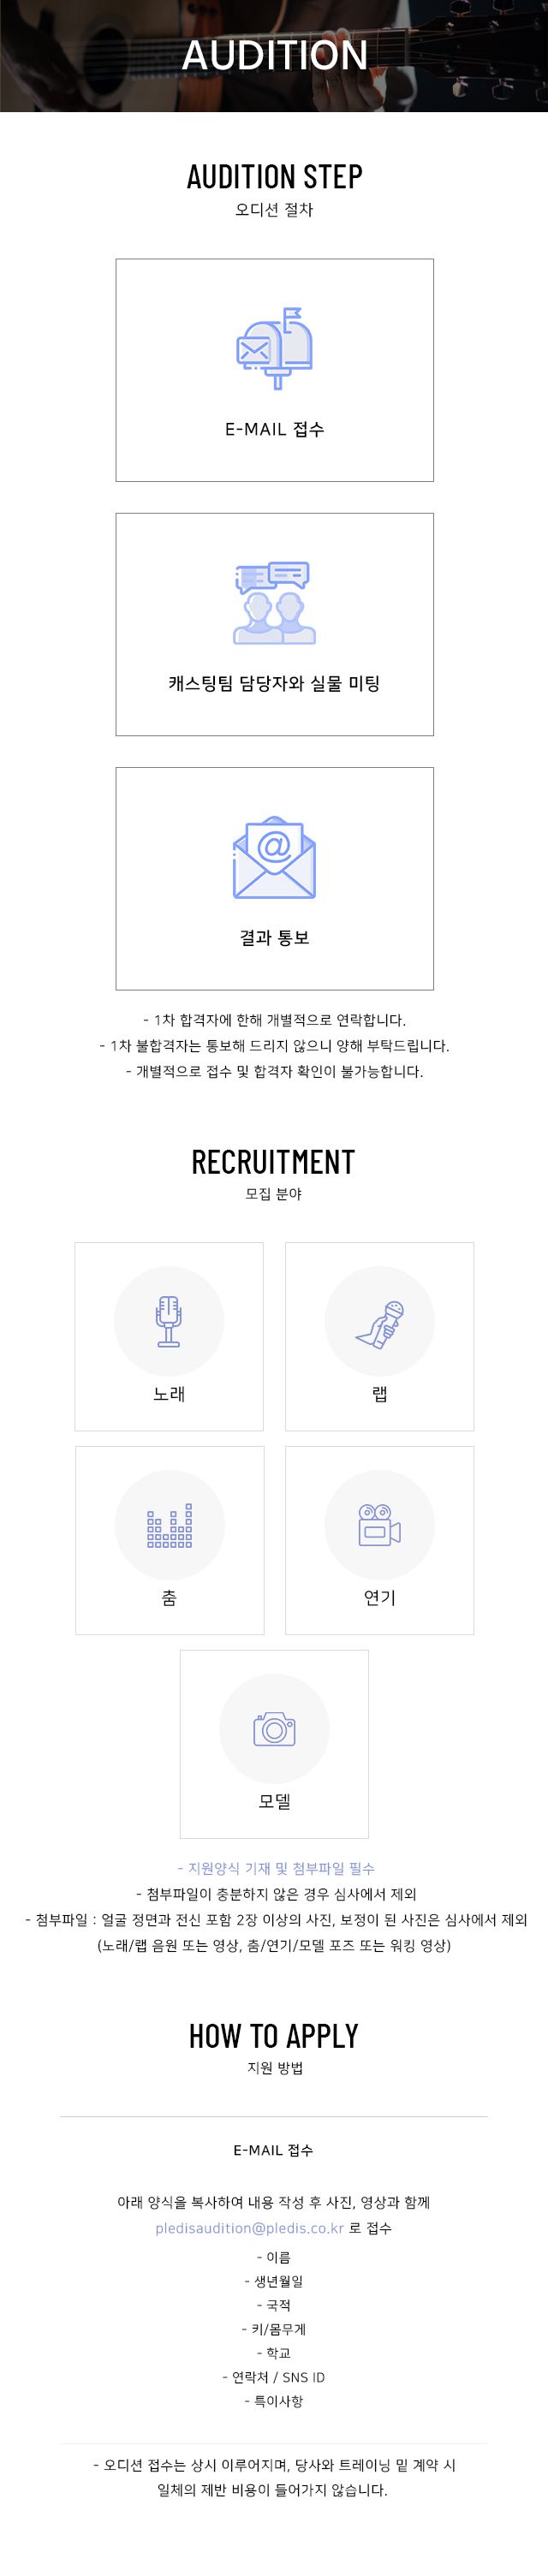 AUDITION
AUDITION STEP
오디션 절차
E-MAIL 접수
캐스팅팀 담당자와 실물 미팅
결과 통보
- 1차 합격자에 한해 개별적으로 연락합니다.
- 1차 불합격자는 통보해 드리지 않으니 양해 부탁드립니다.
- 개별적으로 접수 및 합격자 확인이 불가능합니다.
RECRUITMENT
모집 분야
노래
랩
춤
연기
모델
- 지원양식 기재 및 첨부파일 필수
- 첨부파일이 충분하지 않은 경우 심사에서 제외
- 첨부파일 : 얼굴 정면과 전신 포함 2장 이상의 사진, 보정이 된 사진은 심사에서 제외
(노래/랩 음원 또는 영상, 춤/연기/모델 포즈 또는 워킹 영상)
HOW TO APPLY
지원 방법
E-MAIL 접수
아래 양식을 복사하여 내용 작성 후 사진, 영상과 함께
pledisaudition@pledis.co.kr 로 접수
- 이름
- 생년월일
- 국적
- 키/몸무게
- 학교
- 연락처 / SNS ID
- 특이사항
- 오디션 접수는 상시 이루어지며, 당사와 트레이닝 밑 계약 시
일체의 제반 비용이 들어가지 않습니다.